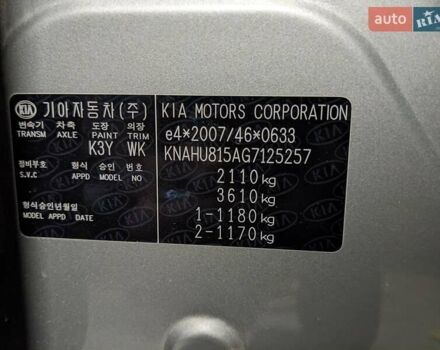 auto RIA
KIA 기아자동차(주)
변속기 차축 도장 의장
TRANSM AXLE PAINT TRIM
K3Y WK
정비부호 형식 승인 번호
S.V.C APPD MODEL NO
형식승인년월일
MODEL APPD DATE
KIA MOTORS CORPORATION
e4*2007/46*0633
KNAHU815AG7125257
2110kg
3610kg
1-1180kg
2-1170kg